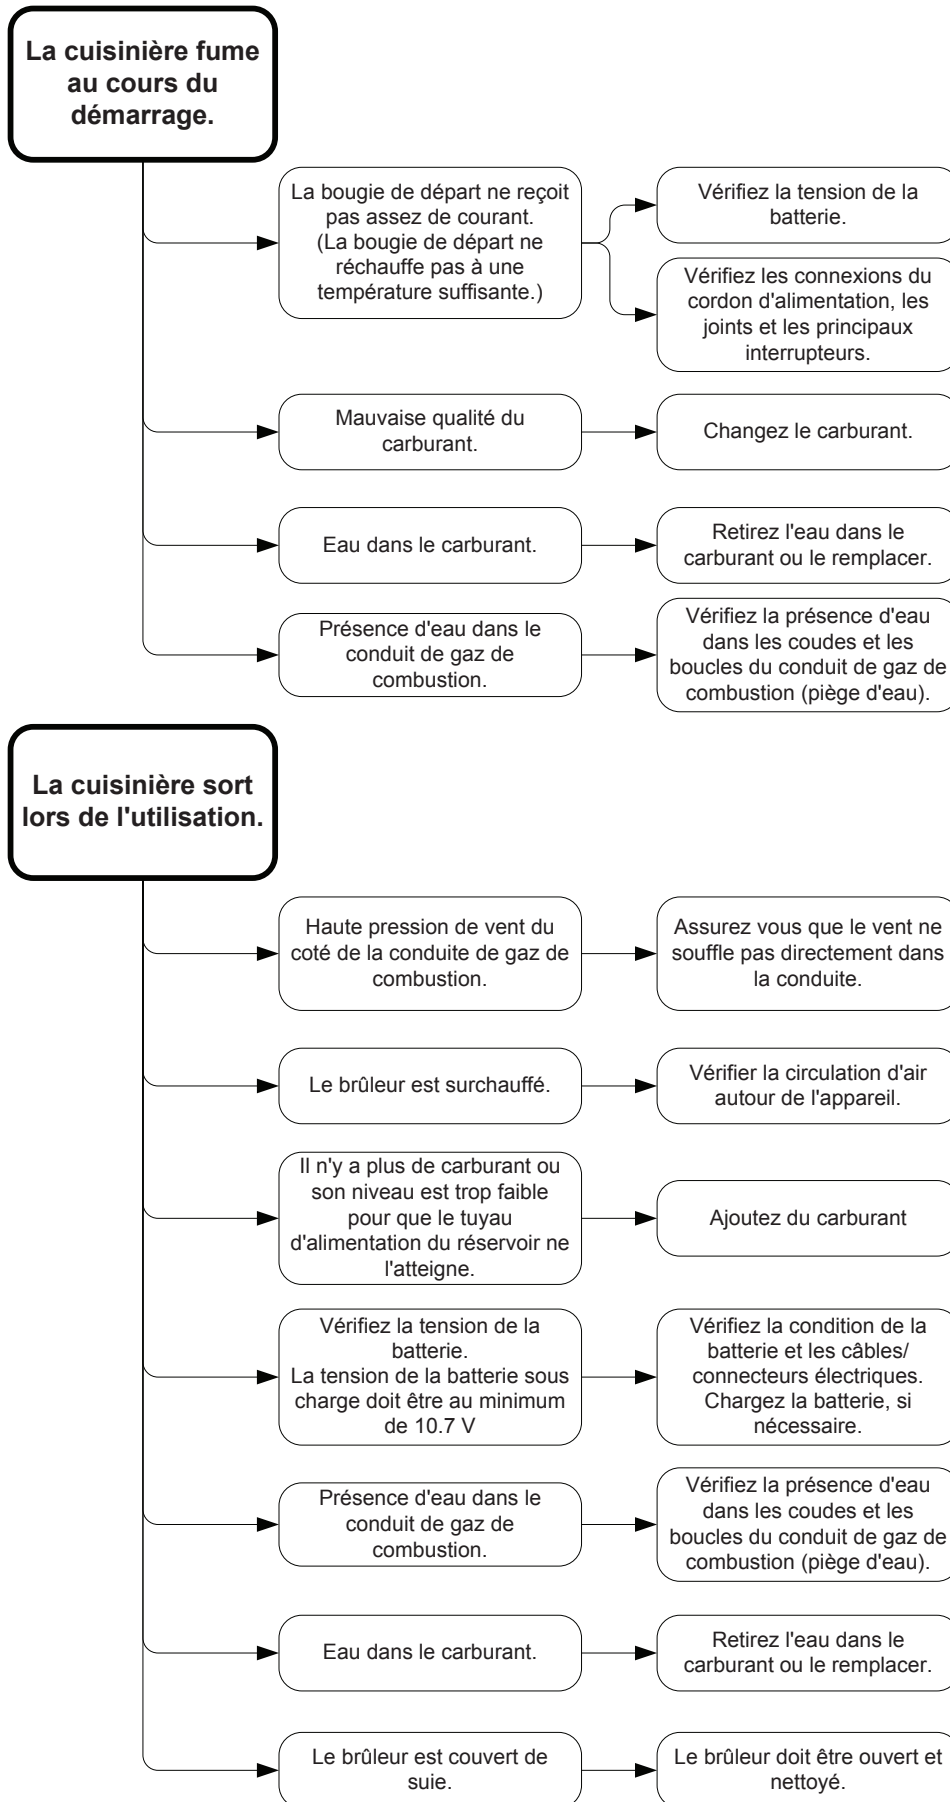 La cuisinière fume
au cours du
démarrage.
La bougie de départ ne reçoit
pas assez de courant.
(La bougie de départ ne
réchauffe pas à une
température suffisante.)
Vérifiez la tension de la
batterie.
Vérifiez les connexions du
cordon d'alimentation, les
joints et les principaux
interrupteurs.
Mauvaise qualité du
carburant.
Changez le carburant.
Eau dans le carburant.
Retirez l'eau dans le
carburant ou le remplacer.
Présence d'eau dans le
conduit de gaz de
combustion.
Vérifiez la présence d'eau
dans les coudes et les
boucles du conduit de gaz de
combustion (piège d'eau).
La cuisinière sort
lors de l'utilisation.
Haute pression de vent du
coté de la conduite de gaz de
combustion.
Assurez vous que le vent ne
souffle pas directement dans
la conduite.
Le brûleur est surchauffé.
Vérifier la circulation d'air
autour de l'appareil.
Il n'y a plus de carburant ou
son niveau est trop faible
pour que le tuyau
d'alimentation du réservoir ne
l'atteigne.
Ajoutez du carburant
Vérifiez la tension de la
batterie.
La tension de la batterie sous
charge doit être au minimum
de 10.7 V
Vérifiez la condition de la
batterie et les câbles/
connecteurs électriques.
Chargez la batterie, si
nécessaire.
Présence d'eau dans le
conduit de gaz de
combustion.
Vérifiez la présence d'eau
dans les coudes et les
boucles du conduit de gaz de
combustion (piège d'eau).
Eau dans le carburant.
Retirez l'eau dans le
carburant ou le remplacer.
Le brûleur est couvert de
suie.
Le brûleur doit être ouvert et
nettoyé.